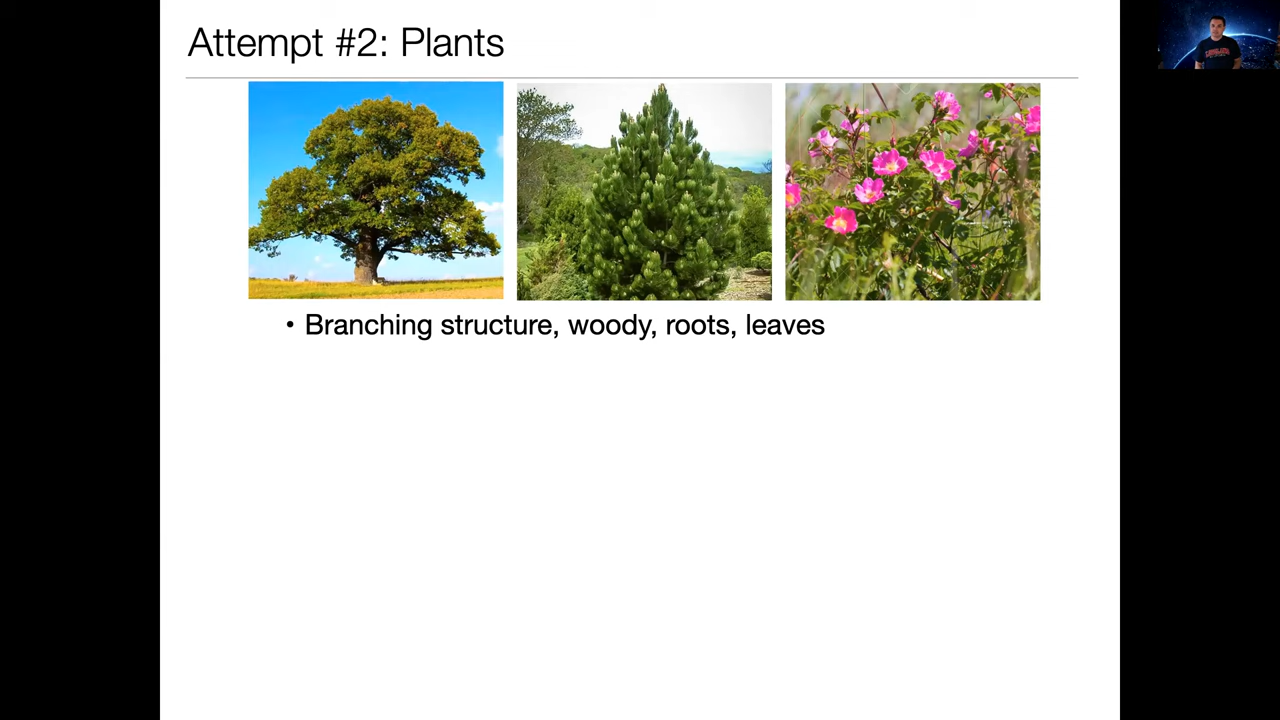 Attempt #2: Plants
• Branching structure, woody, roots, leaves